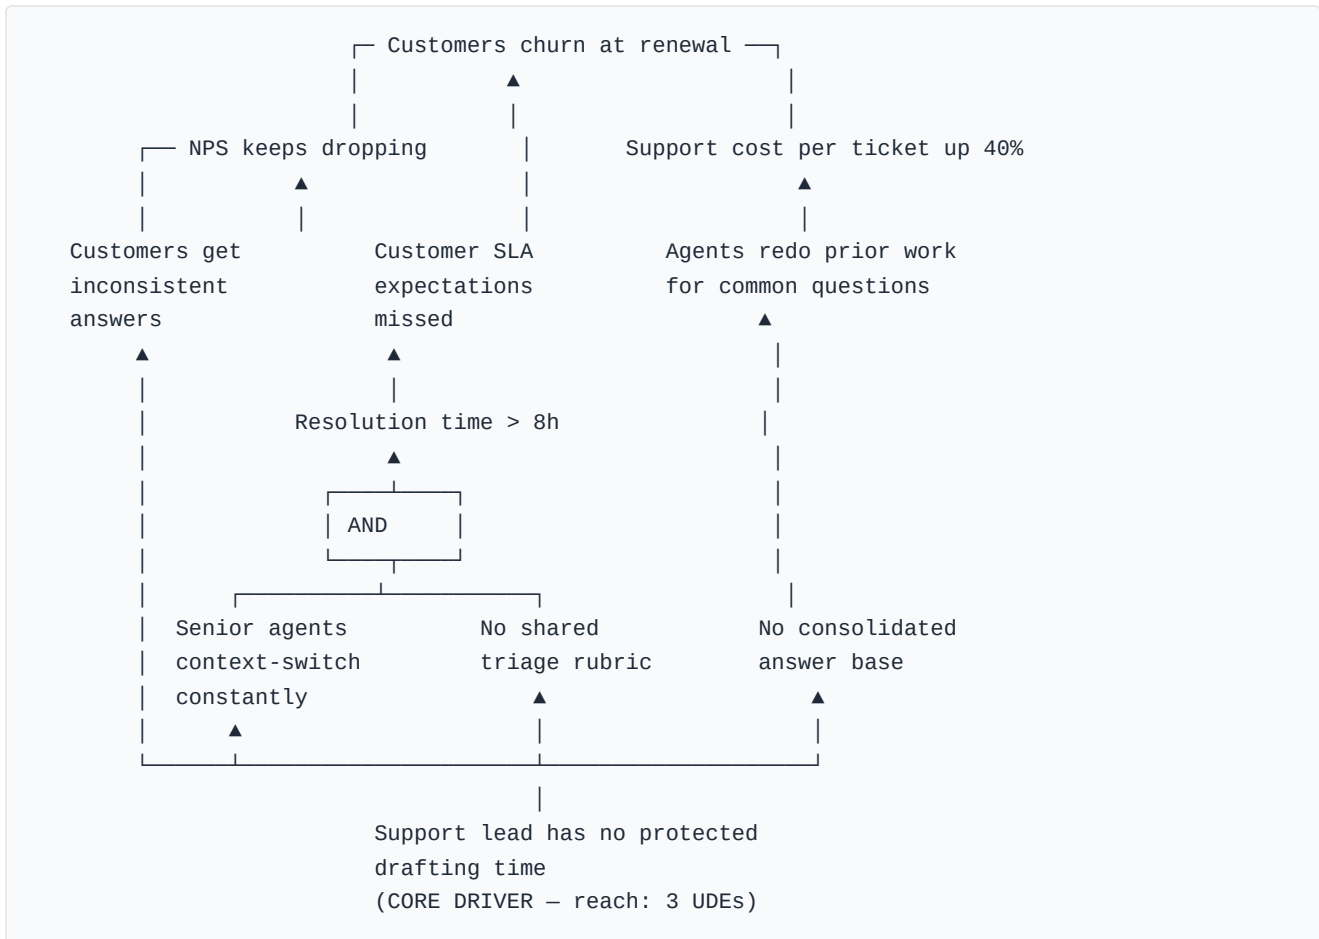 Customers churn at renewal
NPS keeps dropping
Support cost per ticket up 40%
Customers get
inconsistent
answers
Customer SLA
expectations
missed
Agents redo prior work
for common questions
Resolution time > 8h
AND
Senior agents
context-switch
constantly
No shared
triage rubric
No consolidated
answer base
Support lead has no protected
drafting time
(CORE DRIVER — reach: 3 UDEs)